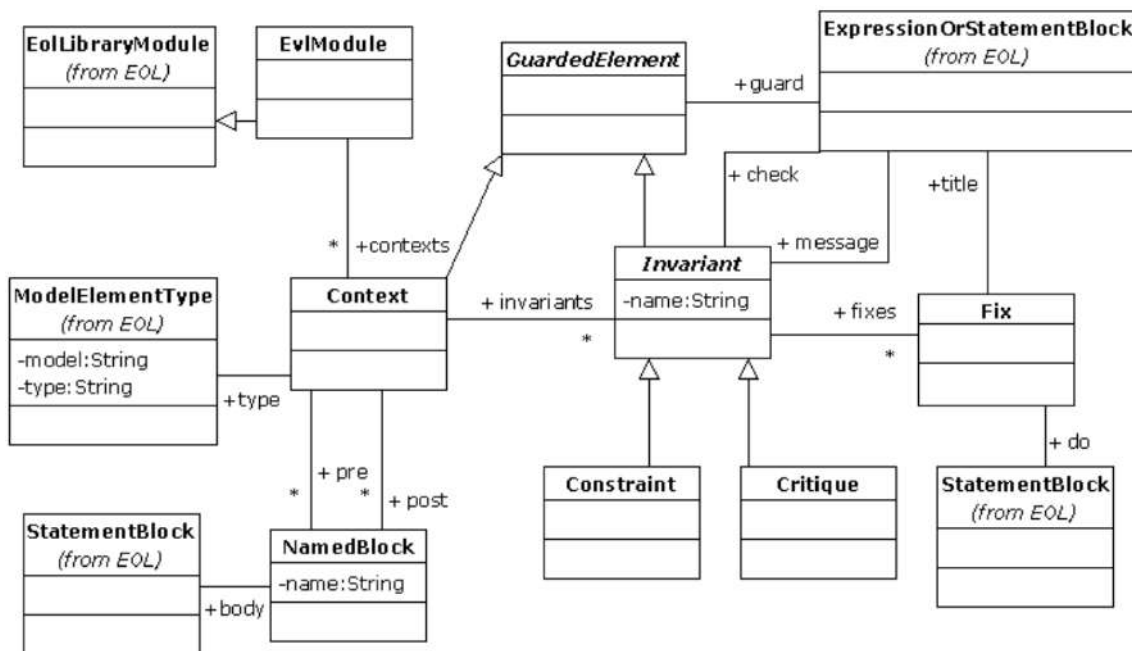 EolLibraryModule
(from EOL)
EvlModule
GuardedElement
ExpressionOrStatementBlock
(from EOL)
+guard
+ check
+title
*
+contexts
+ message
ModelElementType
(from EOL)
-model:String
-type:String
Context
+ invariants
*
Invariant
-name:String
+ fixes
*
Fix
+type
+ pre
*
*
+ post
+ do
Constraint
Critique
StatementBlock
(from EOL)
StatementBlock
(from EOL)
NamedBlock
-name:String
+body